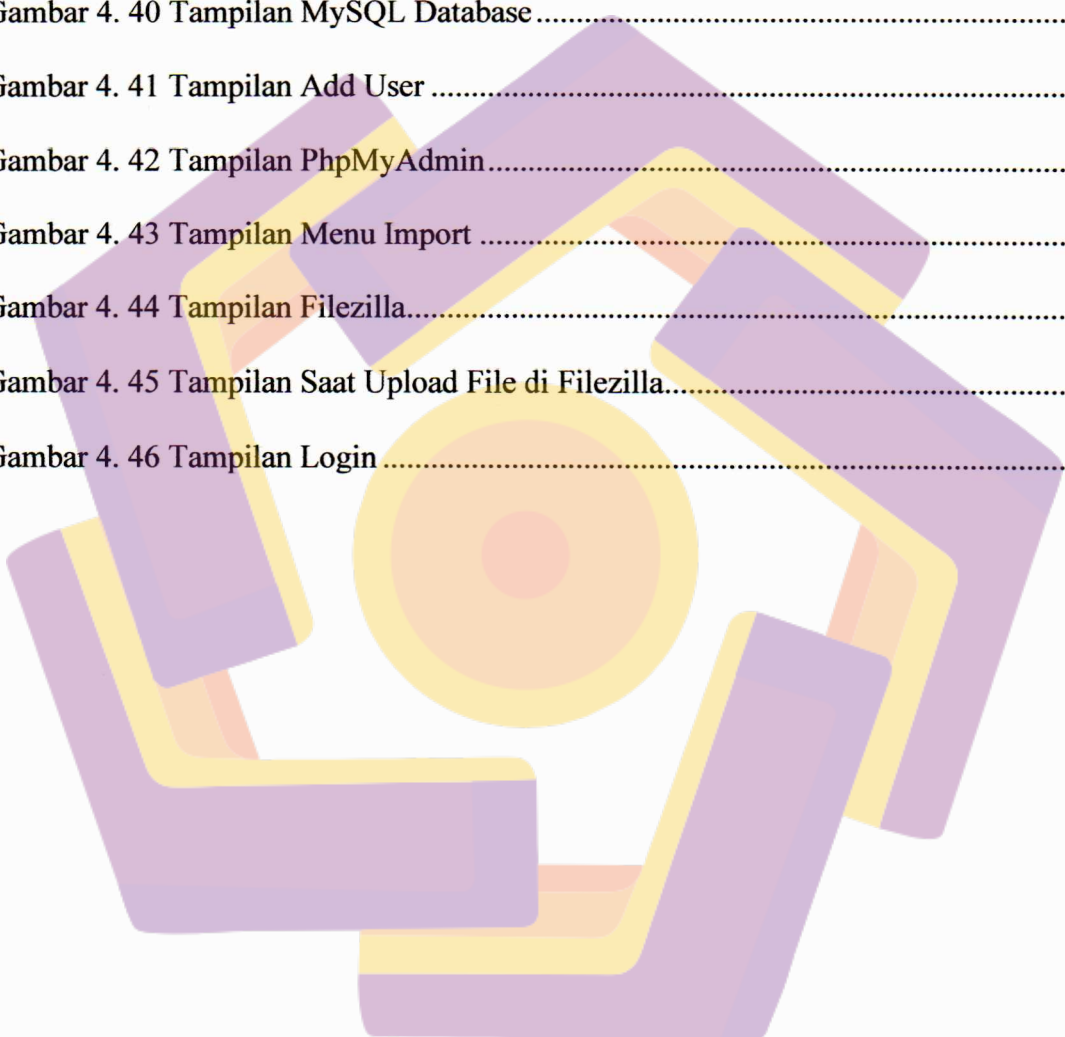 Gambar 4. 40 Tampilan MySQL Database....................................................................
Gambar 4. 41 Tampilan Add User ................................................................................
Gambar 4. 42 Tampilan PhpMyAdmin..........................................................................
Gambar 4. 43 Tampilan Menu Import ..........................................................................
Gambar 4. 44 Tampilan Filezilla...................................................................................
Gambar 4. 45 Tampilan Saat Upload File di Filezilla...................................................
Gambar 4. 46 Tampilan Login ......................................................................................